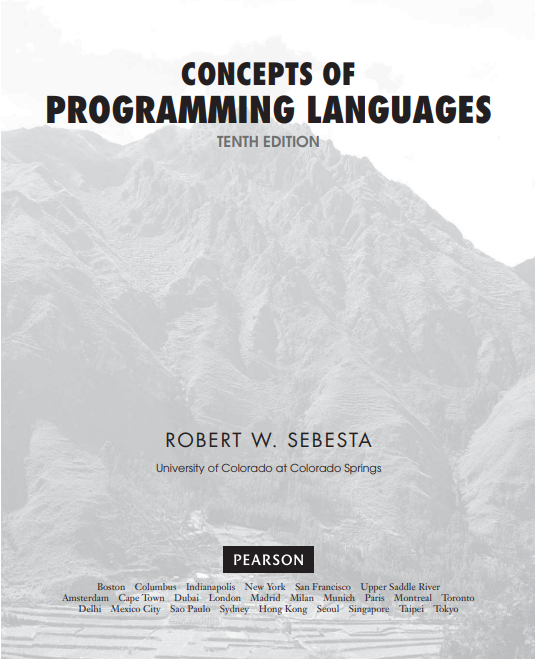 CONCEPTS OF
PROGRAMMING LANGUAGES
TENTH EDITION
ROBERT W. SEBESTA
University of Colorado at Colorado Springs
PEARSON
Boston Columbus Indianapolis New York San Francisco Upper Saddle River
Amsterdam Cape Town Dubai London Madrid Milan Munich Paris Montreal Toronto
Delhi Mexico City Sao Paulo Sydney Hong Kong Seoul Singapore Taipei Tokyo